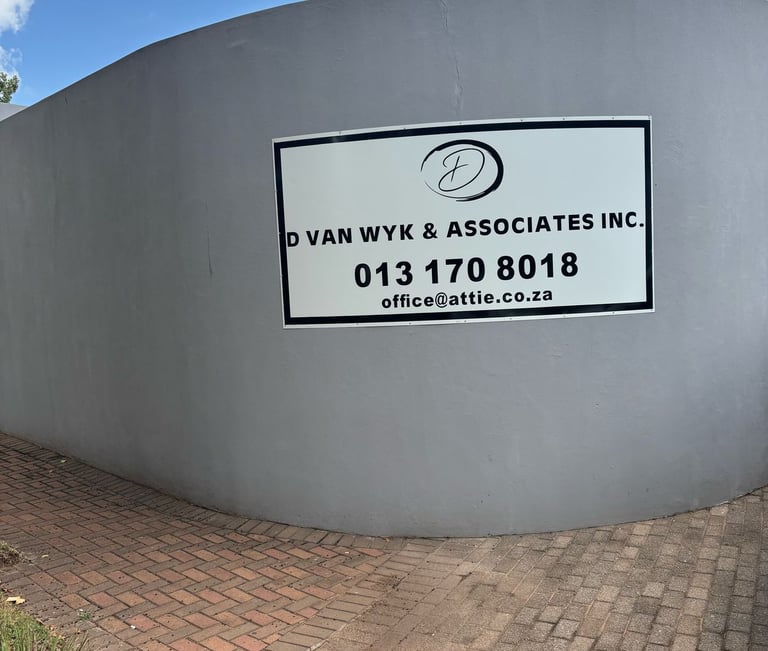 D
D VAN WYK & ASSOCIATES INC.
013 170 8018
office@attie.co.za